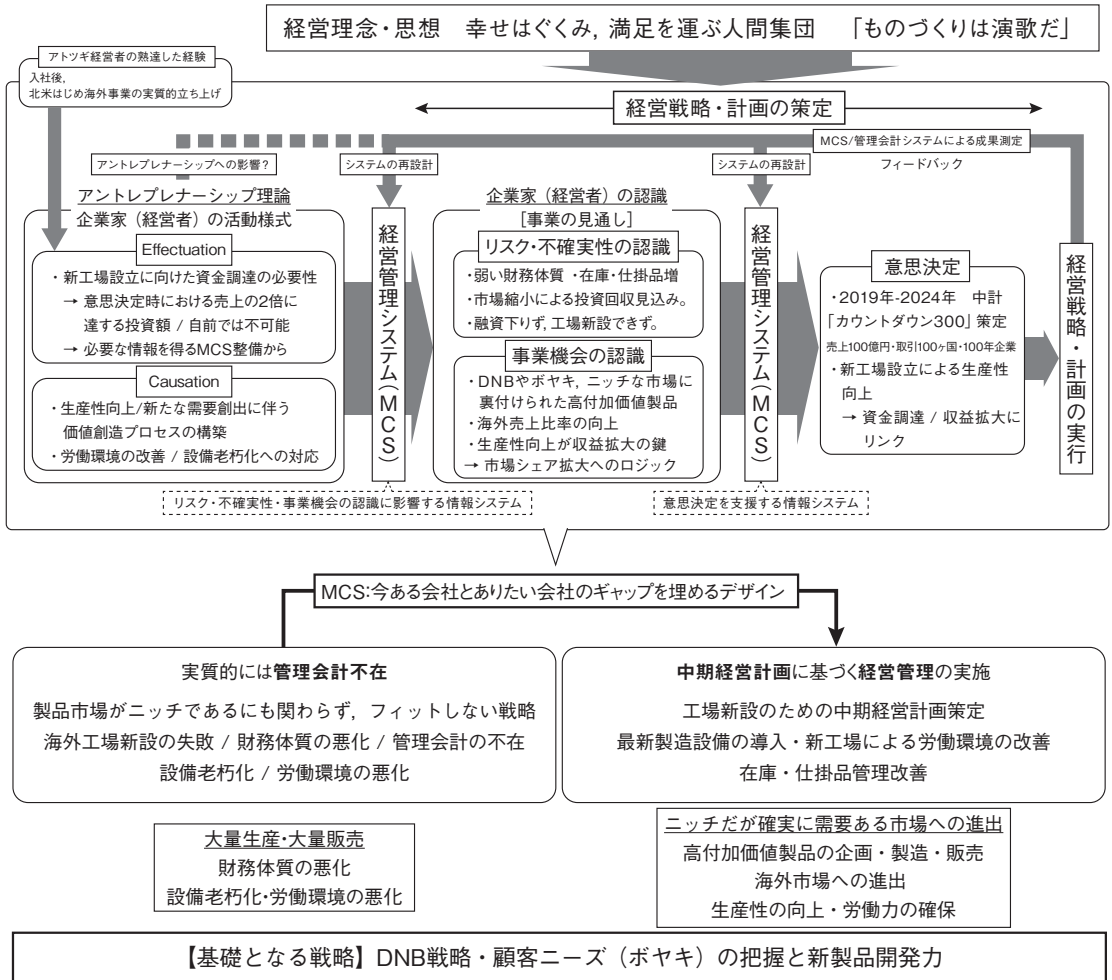 経営理念・思想　幸せはぐくみ, 満足を運ぶ人間集団　「ものづくりは演歌だ」
アトツギ経営者の熟達した経験
入社後,
北米はじめ海外事業の実質的立ち上げ
経営戦略・計画の策定
MCS/管理会計システムによる成果測定
フィードバック
アントレプレナーシップへの影響？
システムの再設計
システムの再設計
アントレプレナーシップ理論
企業家（経営者）の活動様式
Effectuation
・新工場設立に向けた資金調達の必要性
→ 意思決定時における売上の2倍に
達する投資額 / 自前では不可能
→ 必要な情報を得るMCS整備から
Causation
・生産性向上/新たな需要創出に伴う
価値創造プロセスの構築
・労働環境の改善 / 設備老朽化への対応
経営管理システム(MCS)
企業家（経営者）の認識
[事業の見通し]
リスク・不確実性の認識
・弱い財務体質 ・在庫・仕掛品増
・市場縮小による投資回収見込み。
・融資下りず, 工場新設できず。
事業機会の認識
・DNBやボヤキ, ニッチな市場に
裏付けられた高付加価値製品
・海外売上比率の向上
・生産性向上が収益拡大の鍵
→ 市場シェア拡大へのロジック
経営管理システム(MCS)
意思決定
・2019年-2024年　中計
「カウントダウン300」策定
売上100億円・取引100ヶ国・100年企業
・新工場設立による生産性
向上
→ 資金調達 / 収益拡大に
リンク
経営戦略・計画の実行
リスク・不確実性・事業機会の認識に影響する情報システム
意思決定を支援する情報システム
MCS:今ある会社とありたい会社のギャップを埋めるデザイン
実質的には管理会計不在
製品市場がニッチであるにも関わらず, フィットしない戦略
海外工場新設の失敗 / 財務体質の悪化 / 管理会計の不在
設備老朽化 / 労働環境の悪化
中期経営計画に基づく経営管理の実施
工場新設のための中期経営計画策定
最新製造設備の導入・新工場による労働環境の改善
在庫・仕掛品管理改善
大量生産・大量販売
財務体質の悪化
設備老朽化・労働環境の悪化
ニッチだが確実に需要ある市場への進出
高付加価値製品の企画・製造・販売
海外市場への進出
生産性の向上・労働力の確保
【基礎となる戦略】DNB戦略・顧客ニーズ（ボヤキ）の把握と新製品開発力